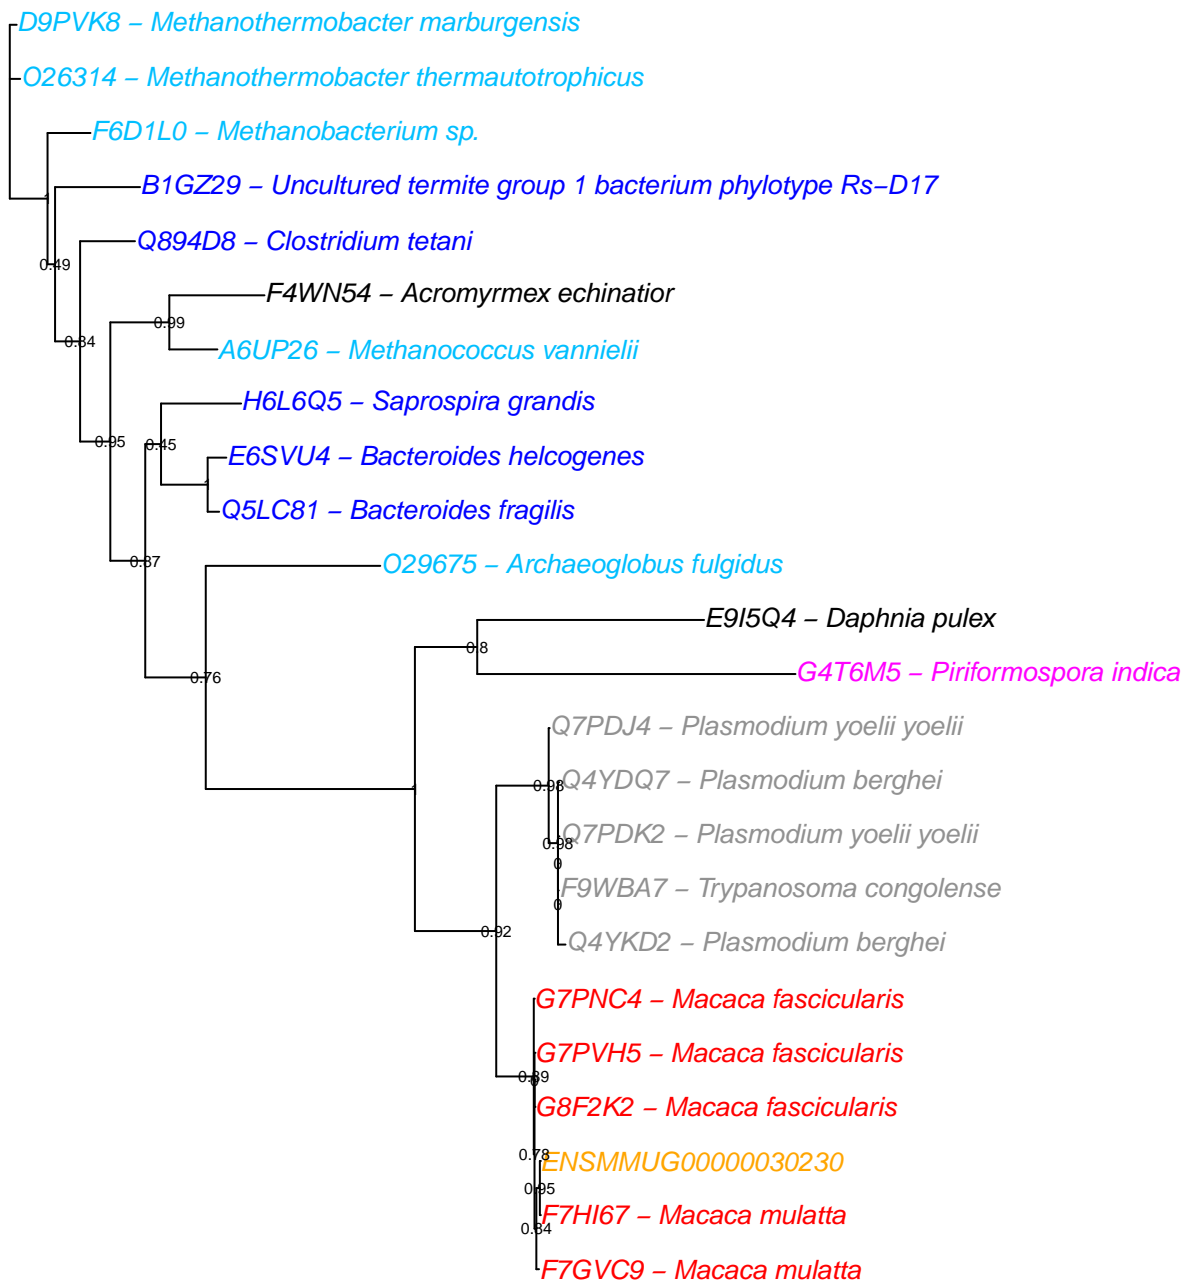 D9PVK8 – Methanothermobacter marburgensis
O26314 – Methanothermobacter thermautotrophicus
F6D1L0 – Methanobacterium sp.
B1GZ29 – Uncultured termite group 1 bacterium phylotype Rs–D17
1
Q894D8 – Clostridium tetani
0.49
F4WN54 – Acromyrmex echinatior
0.99
0.84
A6UP26 – Methanococcus vannielii
H6L6Q5 – Saprospira grandis
0.95
0.45
E6SVU4 – Bacteroides helcogenes
1
Q5LC81 – Bacteroides fragilis
0.87
O29675 – Archaeoglobus fulgidus
E9I5Q4 – Daphnia pulex
0.8
G4T6M5 – Piriformospora indica
0.76
Q7PDJ4 – Plasmodium yoelii yoelii
Q4YDQ7 – Plasmodium berghei
0.98
1
Q7PDK2 – Plasmodium yoelii yoelii
0.98
0
F9WBA7 – Trypanosoma congolense
0
0.92
Q4YKD2 – Plasmodium berghei
G7PNC4 – Macaca fascicularis
G7PVH5 – Macaca fascicularis
0.89
G8F2K2 – Macaca fascicularis
0.78
ENSMMUG00000030230
0.95
F7HI67 – Macaca mulatta
0.84
F7GVC9 – Macaca mulatta